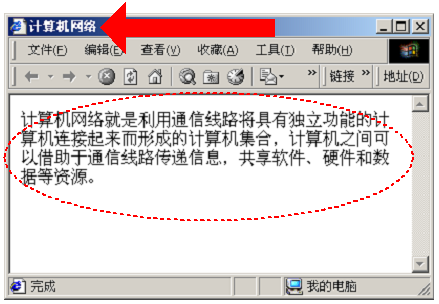 计算机网络
文件(F) 编辑(E) 查看(V) 收藏(A) 工具(T) 帮助(H)
» 链接 » 地址(D)
计算机网络就是利用通信线路将具有独立功能的计
算机连接起来而形成的计算机集合，计算机之间可
以借助于通信线路传递信息，共享软件、硬件和数
据等资源。
完成 我的电脑